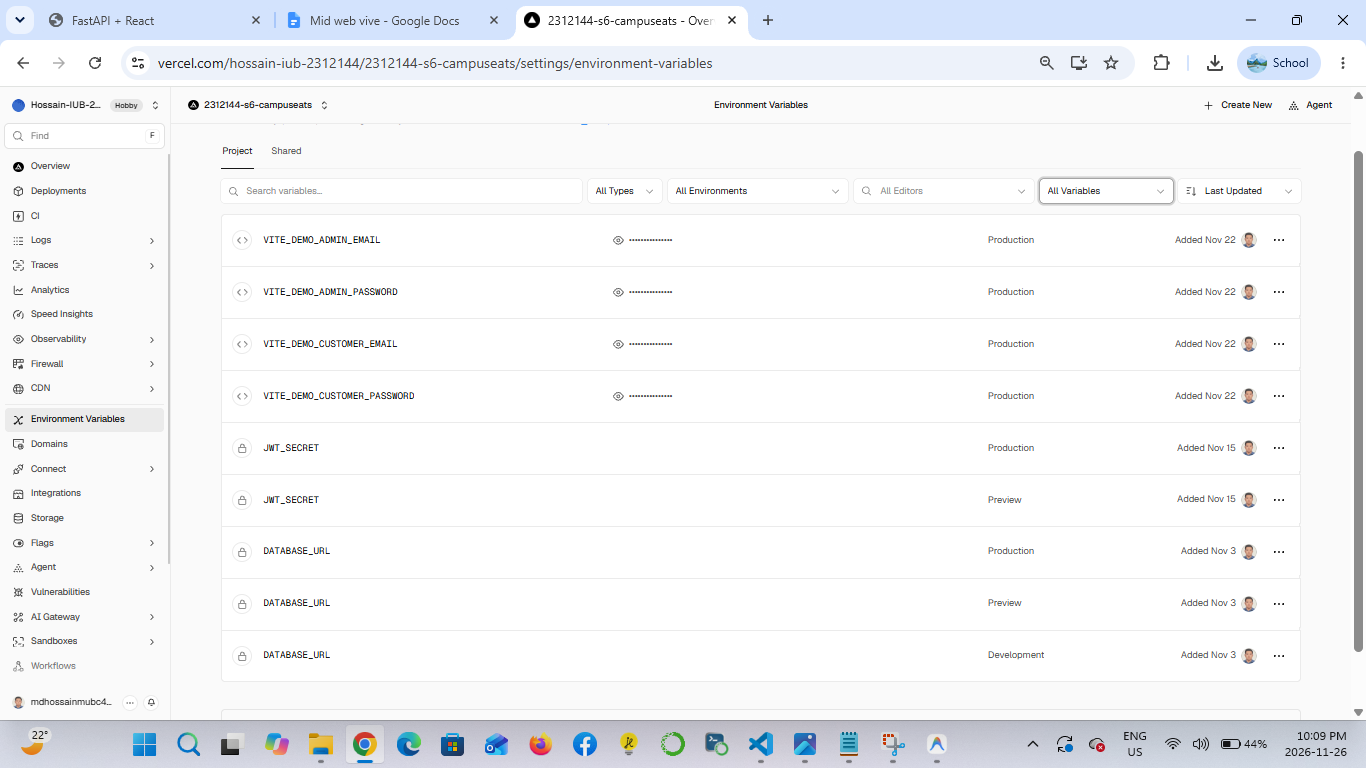 FastAPI + React
Mid web vive - Google Docs
2312144-s6-campuseats - Over
vercel.com/hossain-iub-2312144/2312144-s6-campuseats/settings/environment-variables
School
Hossain-IUB-2... Hobby
2312144-s6-campuseats
Environment Variables
Create New
Agent
Find F
Overview
Deployments
CI
Logs
Traces
Analytics
Speed Insights
Observability
Firewall
CDN
Environment Variables
Domains
Connect
Integrations
Storage
Flags
Agent
Vulnerabilities
AI Gateway
Sandboxes
Workflows
mdhossainmubc4...
Project Shared
Search variables... All Types All Environments All Editors All Variables Last Updated
VITE_DEMO_ADMIN_EMAIL ••••••••••••••• Production Added Nov 22
VITE_DEMO_ADMIN_PASSWORD ••••••••••••••• Production Added Nov 22
VITE_DEMO_CUSTOMER_EMAIL ••••••••••••••• Production Added Nov 22
VITE_DEMO_CUSTOMER_PASSWORD ••••••••••••••• Production Added Nov 22
JWT_SECRET Production Added Nov 15
JWT_SECRET Preview Added Nov 15
DATABASE_URL Production Added Nov 3
DATABASE_URL Preview Added Nov 3
DATABASE_URL Development Added Nov 3
22°
ENG
US
44%
10:09 PM
2026-11-26